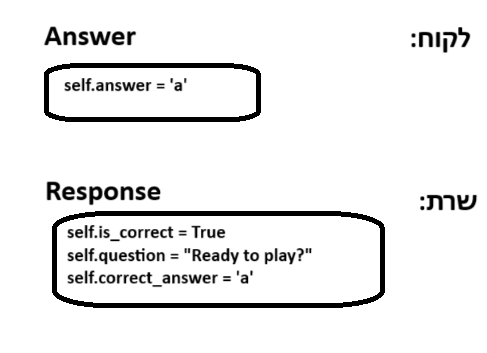 Answer
לקוח:
self.answer = 'a'
Response
שרת:
self.is_correct = True
self.question = "Ready to play?"
self.correct_answer = 'a'